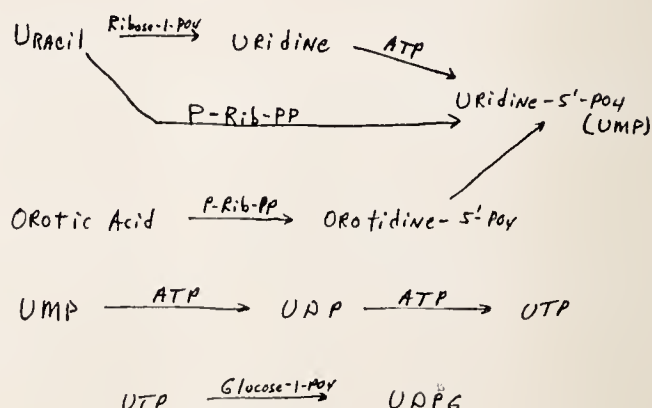 Uracil Ribose-1-PO4 Uridine ATP
P-Rib-PP Uridine-5'-PO4
(UMP)
Orotic Acid P-Rib-PP Orotidine-5'-PO4
UMP ATP UDP ATP UTP
UTP Glucose-1-PO4 UDPG